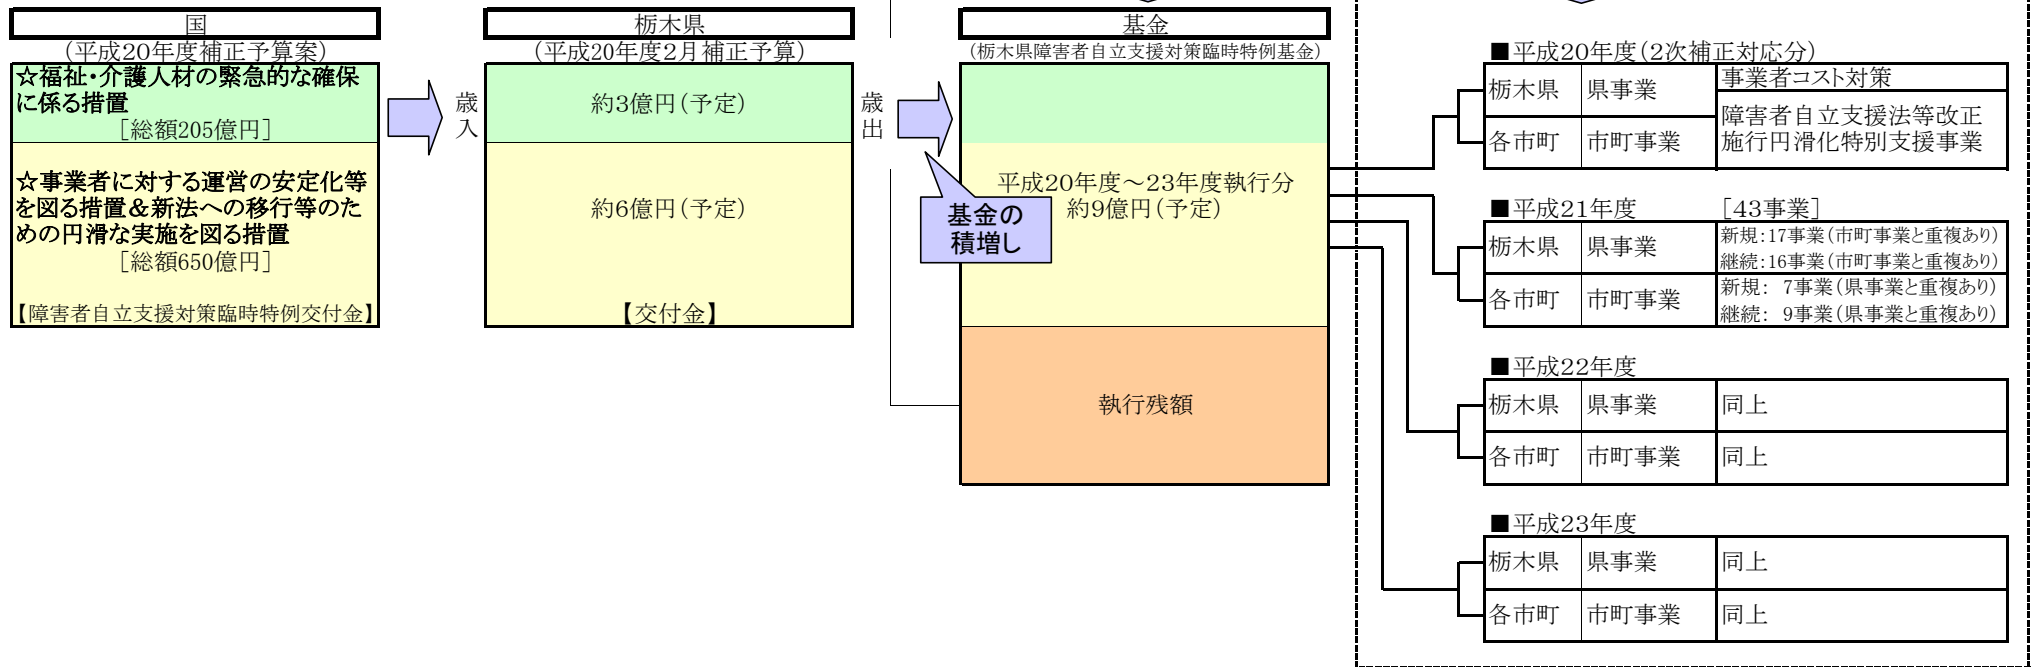 国
(平成20年度補正予算案)
☆福祉・介護人材の緊急的な確保
に係る措置
[総額205億円]
☆事業者に対する運営の安定化等
を図る措置&新法への移行等のた
めの円滑な実施を図る措置
[総額650億円]
【障害者自立支援対策臨時特例交付金】
歳入
栃木県
(平成20年度2月補正予算)
約3億円(予定)
約6億円(予定)
【交付金】
歳出
基金
(栃木県障害者自立支援対策臨時特例基金)
平成20年度~23年度執行分
約9億円(予定)
基金の
積増し
執行残額
■平成20年度(2次補正対応分)
栃木県 県事業 事業者コスト対策
各市町 市町事業 障害者自立支援法等改正
施行円滑化特別支援事業
■平成21年度 [43事業]
栃木県 県事業 新規:17事業(市町事業と重複あり)
継続:16事業(市町事業と重複あり)
各市町 市町事業 新規: 7事業(県事業と重複あり)
継続: 9事業(県事業と重複あり)
■平成22年度
栃木県 県事業 同上
各市町 市町事業 同上
■平成23年度
栃木県 県事業 同上
各市町 市町事業 同上